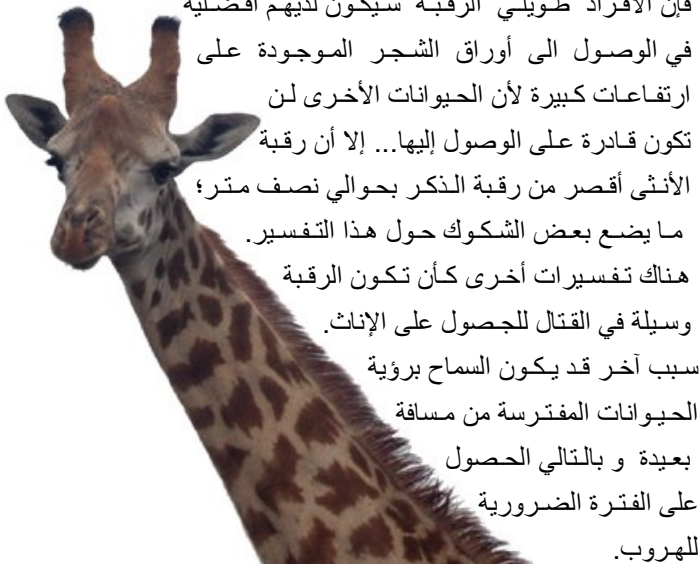 فإن الأفراد طويلي الرقبة سيكون لديهم أفضلية
في الوصول الى أوراق الشجر الموجودة على
ارتفاعات كبيرة لأن الحيوانات الأخرى لن
تكون قادرة على الوصول إليها... إلا أن رقبة
الأنثى أقصر من رقبة الذكر بحوالي نصف متر؛
ما يضع بعض الشكوك حول هذا التفسير.
هناك تفسيرات أخرى كأن تكون الرقبة
وسيلة في القتال للجصول على الإناث.
سبب آخر قد يكون السماح برؤية
الحيوانات المفترسة من مسافة
بعيدة و بالتالي الحصول
على الفترة الضرورية
للهروب.